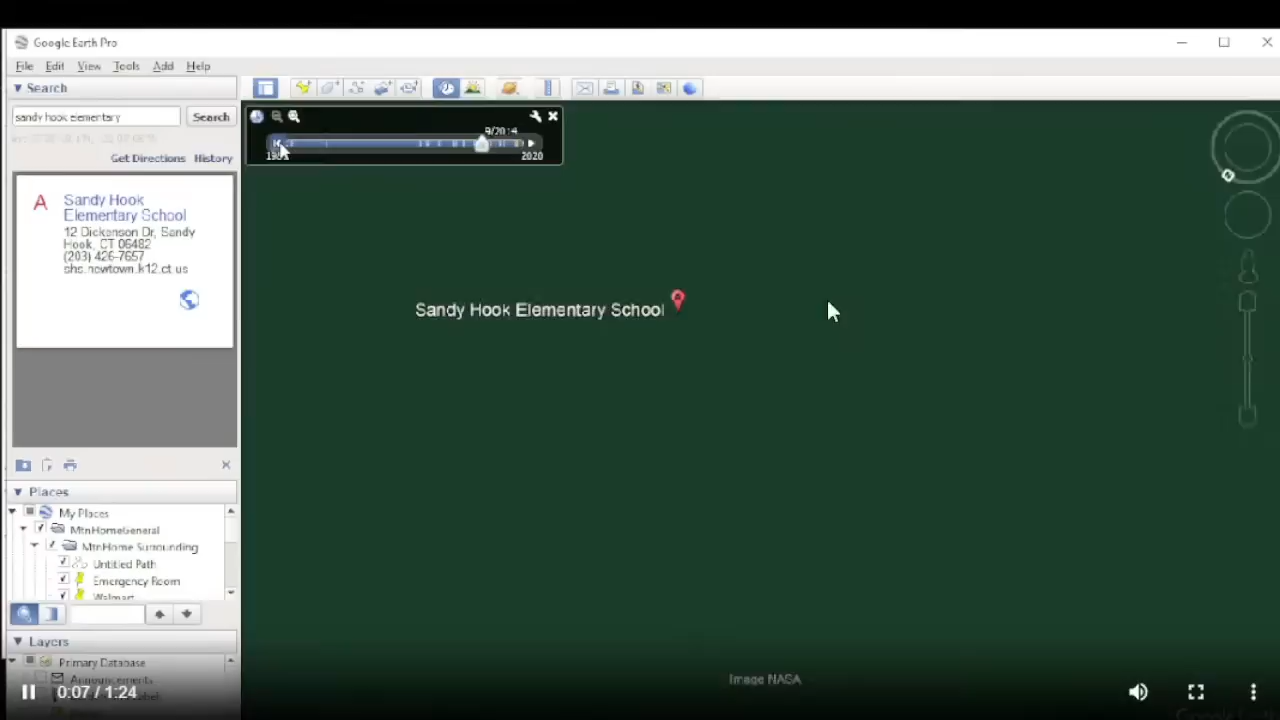 Google Earth Pro
File Edit View Tools Add Help
Search
sandy hook elementary
Search
Get Directions History
A
Sandy Hook
Elementary School
12 Dickenson Dr, Sandy
Hook, CT 06482
(203) 426-7657
shs.newtown.k12.ct.us
9/2014
2020
Sandy Hook Elementary School
Places
My Places
MtnHomeGeneral
MtnHome Surrounding
Untitled Path
Emergency Room
Walmart
Layers
Primary Database
Announcements
0:07 / 1:24
Image NASA